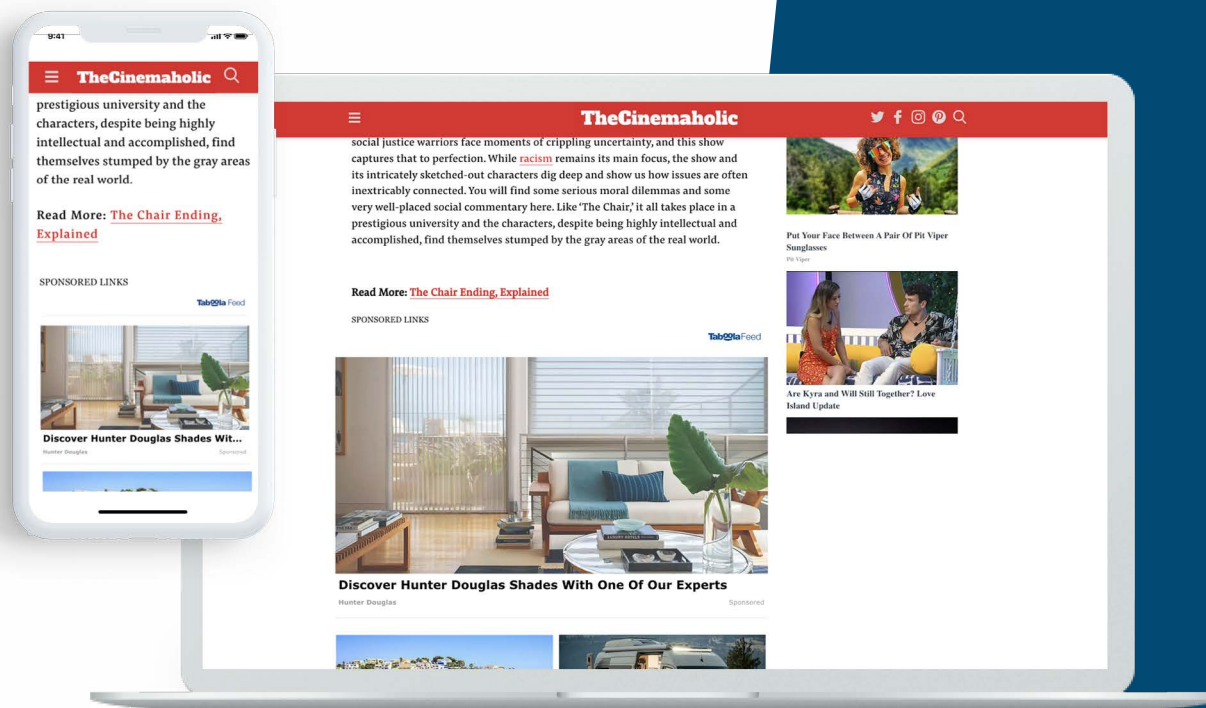 9:41
TheCinemaholic
prestigious university and the
characters, despite being highly
intellectual and accomplished, find
themselves stumped by the gray areas
of the real world.
Read More: The Chair Ending,
Explained
SPONSORED LINKS
Taboola Feed
Discover Hunter Douglas Shades Wit...
Hunter Douglas
Sponsored
TheCinemaholic
social justice warriors face moments of crippling uncertainty, and this show
captures that to perfection. While racism remains its main focus, the show and
its intricately sketched-out characters dig deep and show us how issues are often
inextricably connected. You will find some serious moral dilemmas and some
very well-placed social commentary here. Like ‘The Chair,’ it all takes place in a
prestigious university and the characters, despite being highly intellectual and
accomplished, find themselves stumped by the gray areas of the real world.
Read More: The Chair Ending, Explained
SPONSORED LINKS
Taboola Feed
LUXURY HOTELS
Discover Hunter Douglas Shades With One Of Our Experts
Hunter Douglas
Sponsored
Put Your Face Between A Pair Of Pit Viper
Sunglasses
Pit Viper
Are Kyra and Will Still Together? Love
Island Update